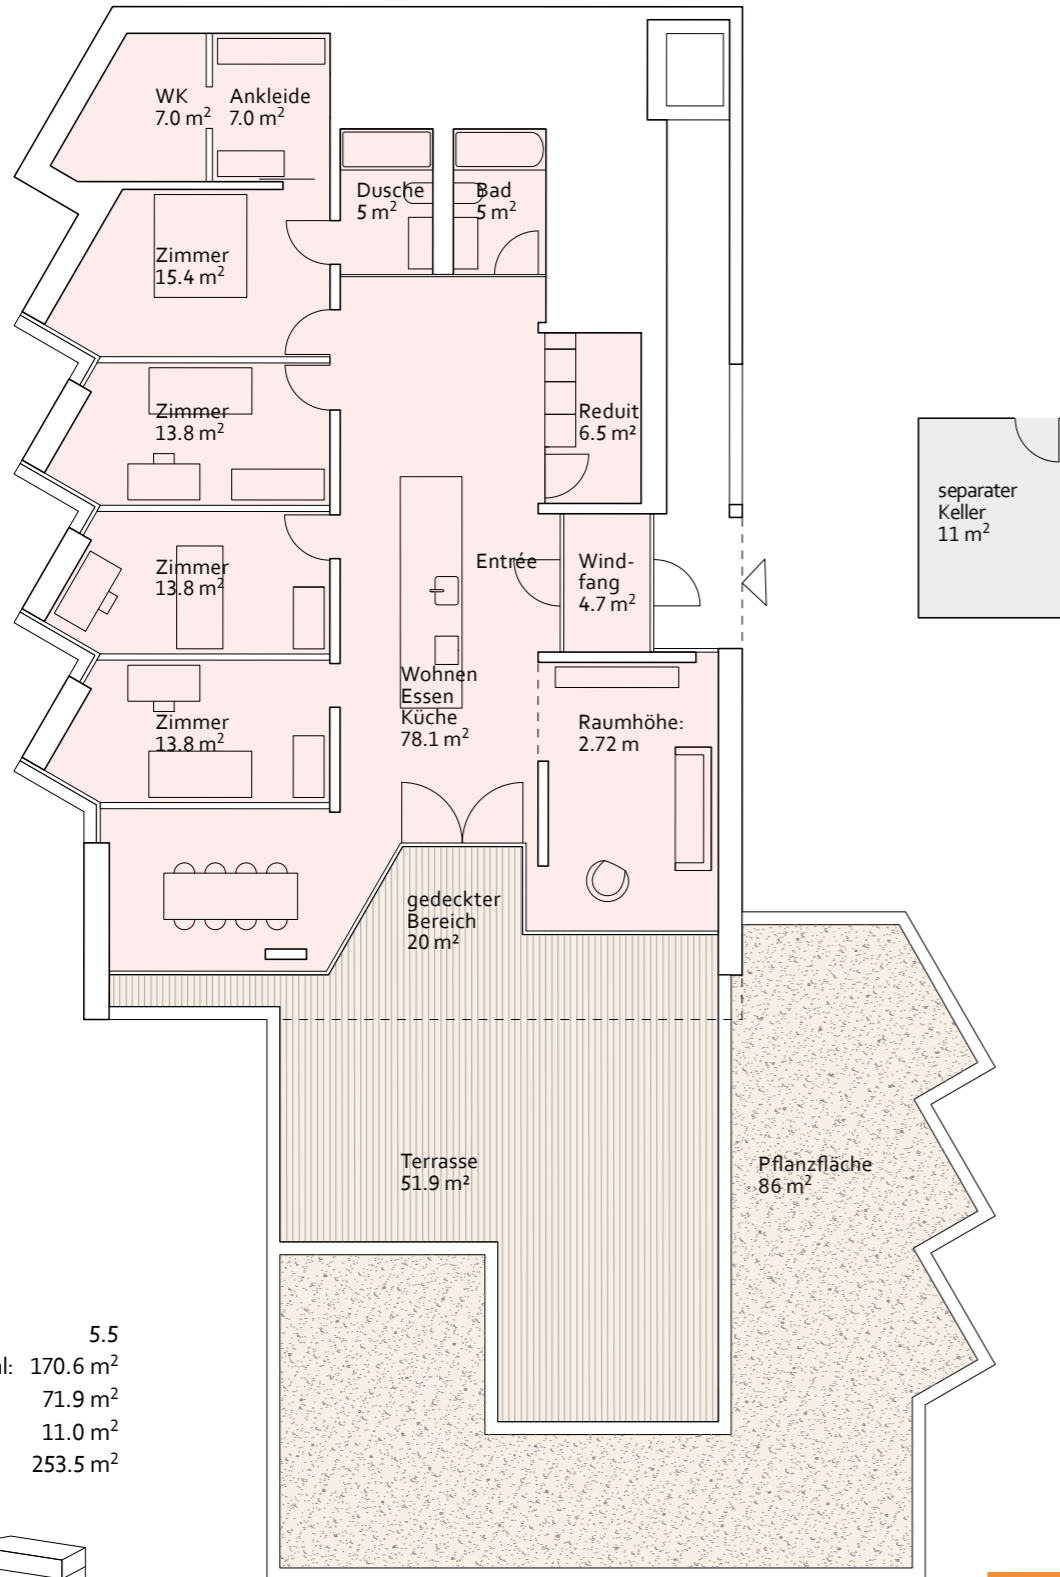 WK
7.0 m²
Ankleide
7.0 m²
Dusche
5 m²
Bad
5 m²
Zimmer
15.4 m²
Zimmer
13.8 m²
Reduit
6.5 m²
separater
Keller
11 m²
Zimmer
13.8 m²
Entrée
Wind-
fang
4.7 m²
Wohnen
Essen
Küche
78.1 m²
Zimmer
13.8 m²
Raumhöhe:
2.72 m
gedeckter
Bereich
20 m²
Terrasse
51.9 m²
Pflanzfläche
86 m²
5.5
170.6 m²
71.9 m²
11.0 m²
253.5 m²